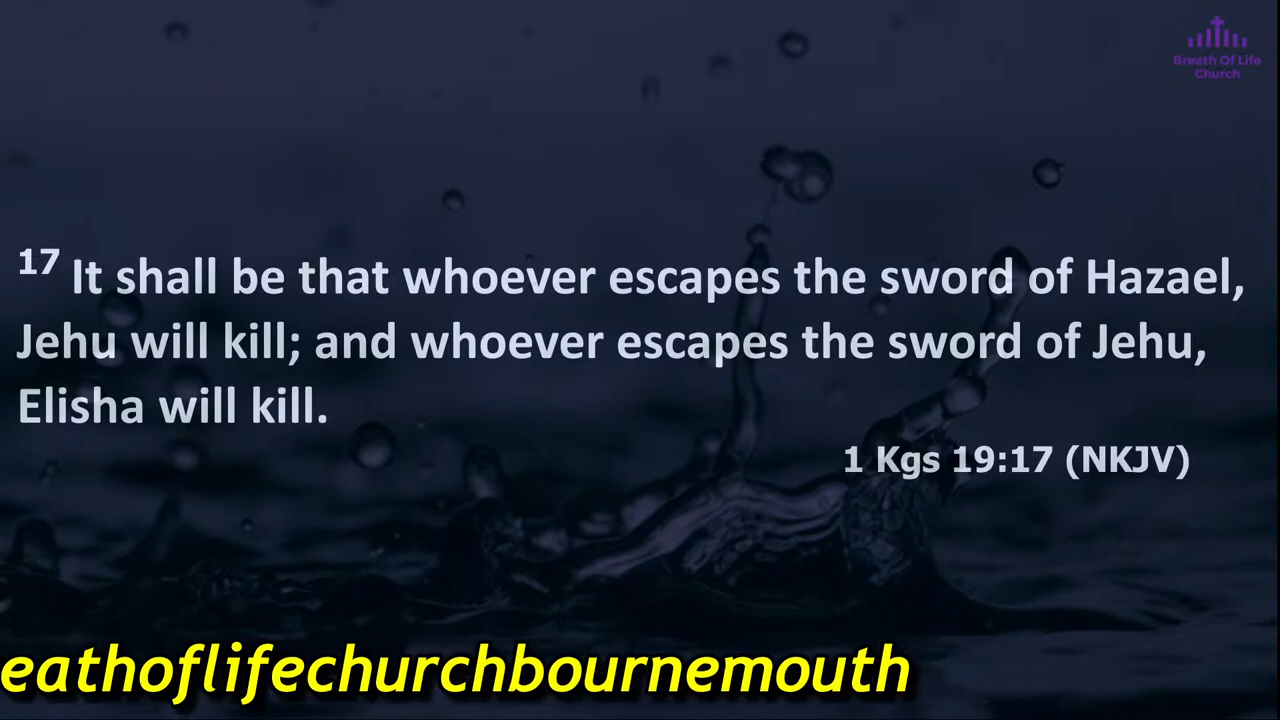 Breath Of Life
Church
17 It shall be that whoever escapes the sword of Hazael,
Jehu will kill; and whoever escapes the sword of Jehu,
Elisha will kill.
1 Kgs 19:17 (NKJV)
eathoflifechurchbournemouth